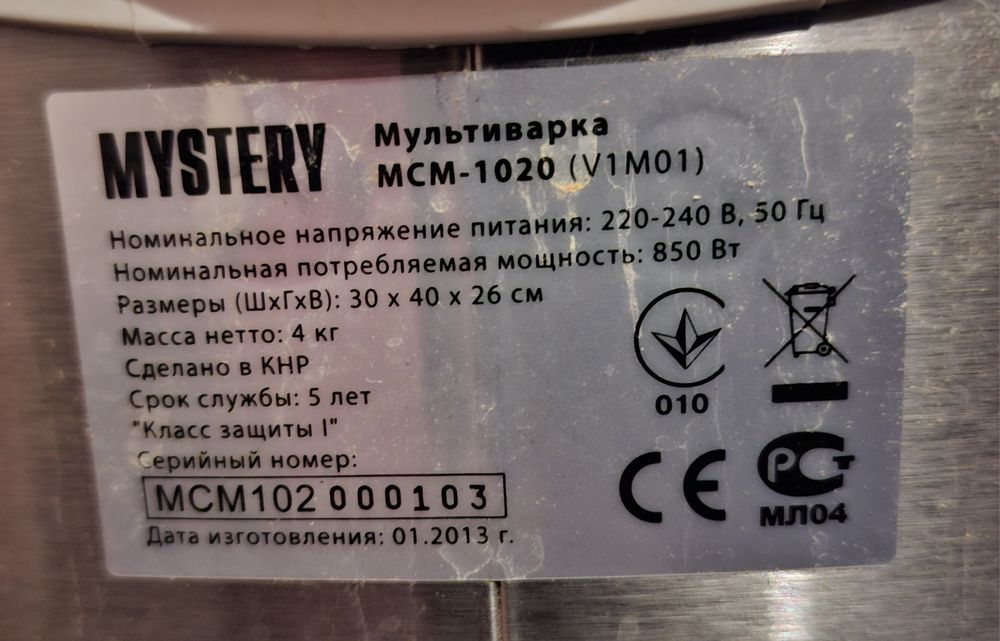 MYSTERY
Мультиварка
МСМ-1020 (V1M01)
Номинальное напряжение питания: 220-240 В, 50 Гц
Номинальная потребляемая мощность: 850 Вт
Размеры (ШхГхВ): 30 х 40 х 26 см
Масса нетто: 4 кг
Сделано в КНР
Срок службы: 5 лет
"Класс защиты I"
Серийный номер:
MCM102 000103
Дата изготовления: 01.2013 г.
010
CE
РСТ
МЛ04